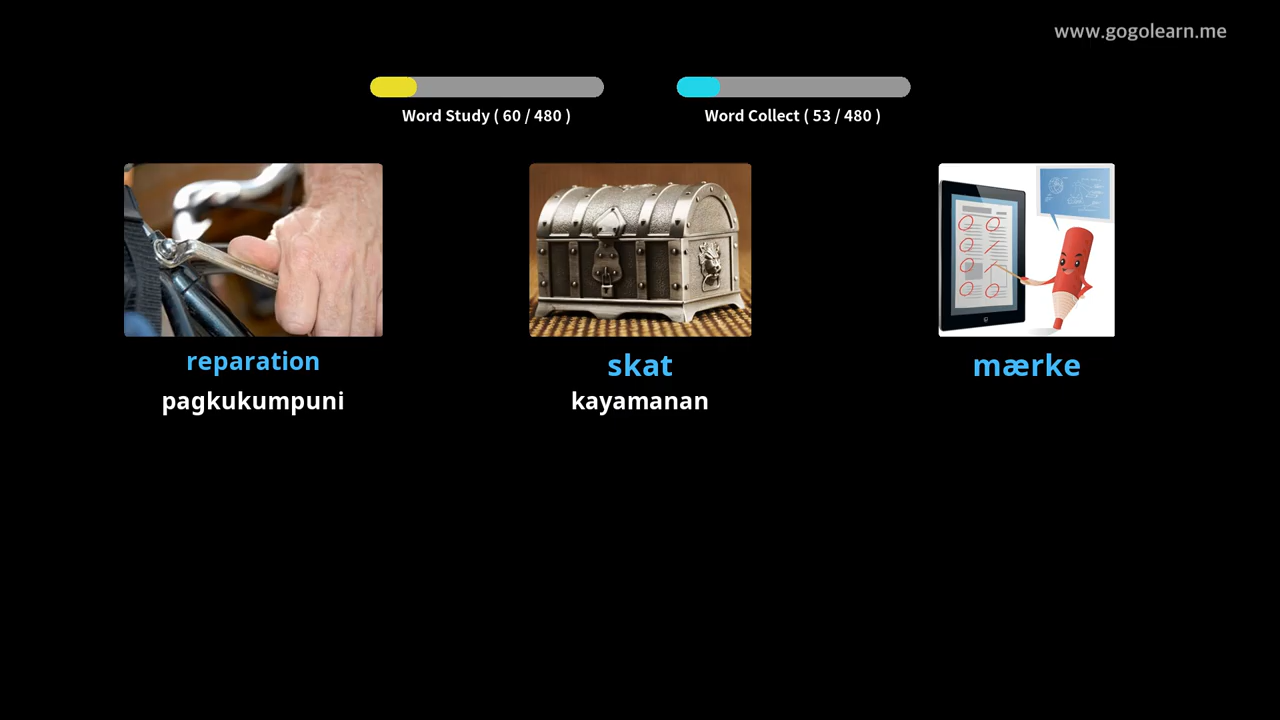 www.gogolearn.me
Word Study ( 60 / 480 )
Word Collect ( 53 / 480 )
reparation
pagkukumpuni
skat
kayamanan
mærke